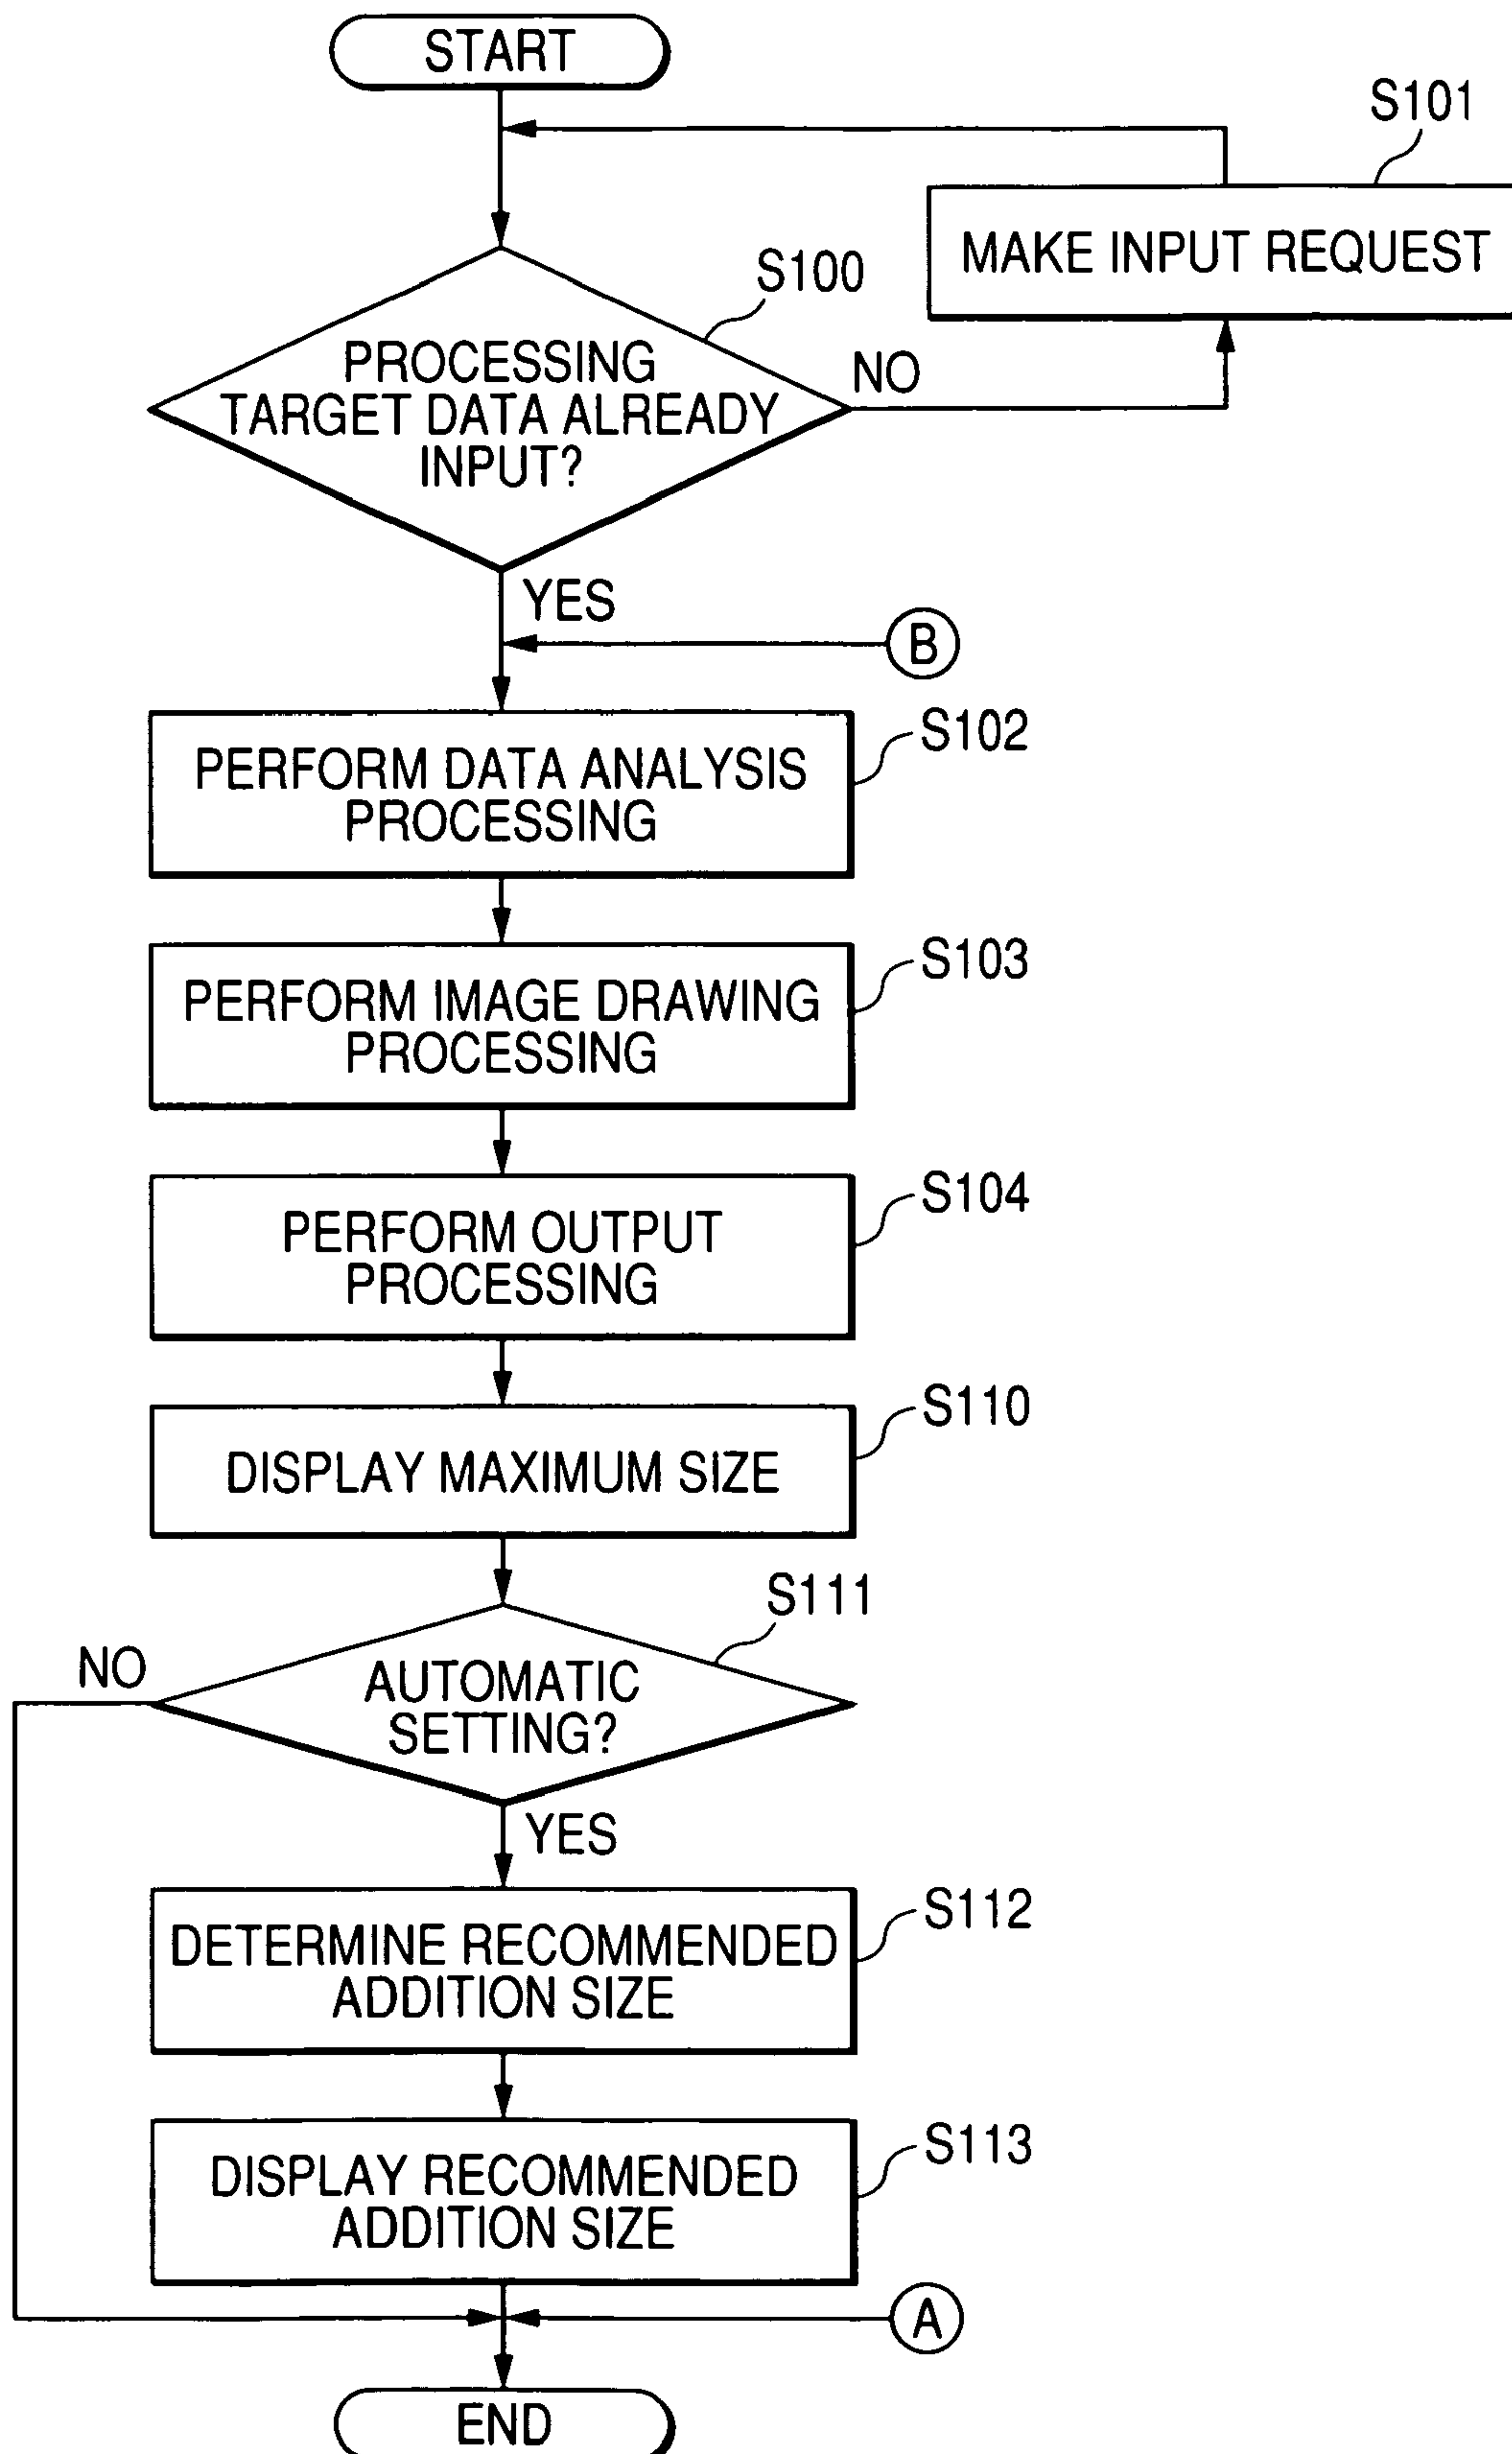 START
S101
MAKE INPUT REQUEST
S100
PROCESSING
TARGET DATA ALREADY
INPUT?
NO
YES
B
S102
PERFORM DATA ANALYSIS
PROCESSING
S103
PERFORM IMAGE DRAWING
PROCESSING
S104
PERFORM OUTPUT
PROCESSING
S110
DISPLAY MAXIMUM SIZE
S111
NO
AUTOMATIC
SETTING?
YES
S112
DETERMINE RECOMMENDED
ADDITION SIZE
S113
DISPLAY RECOMMENDED
ADDITION SIZE
A
END